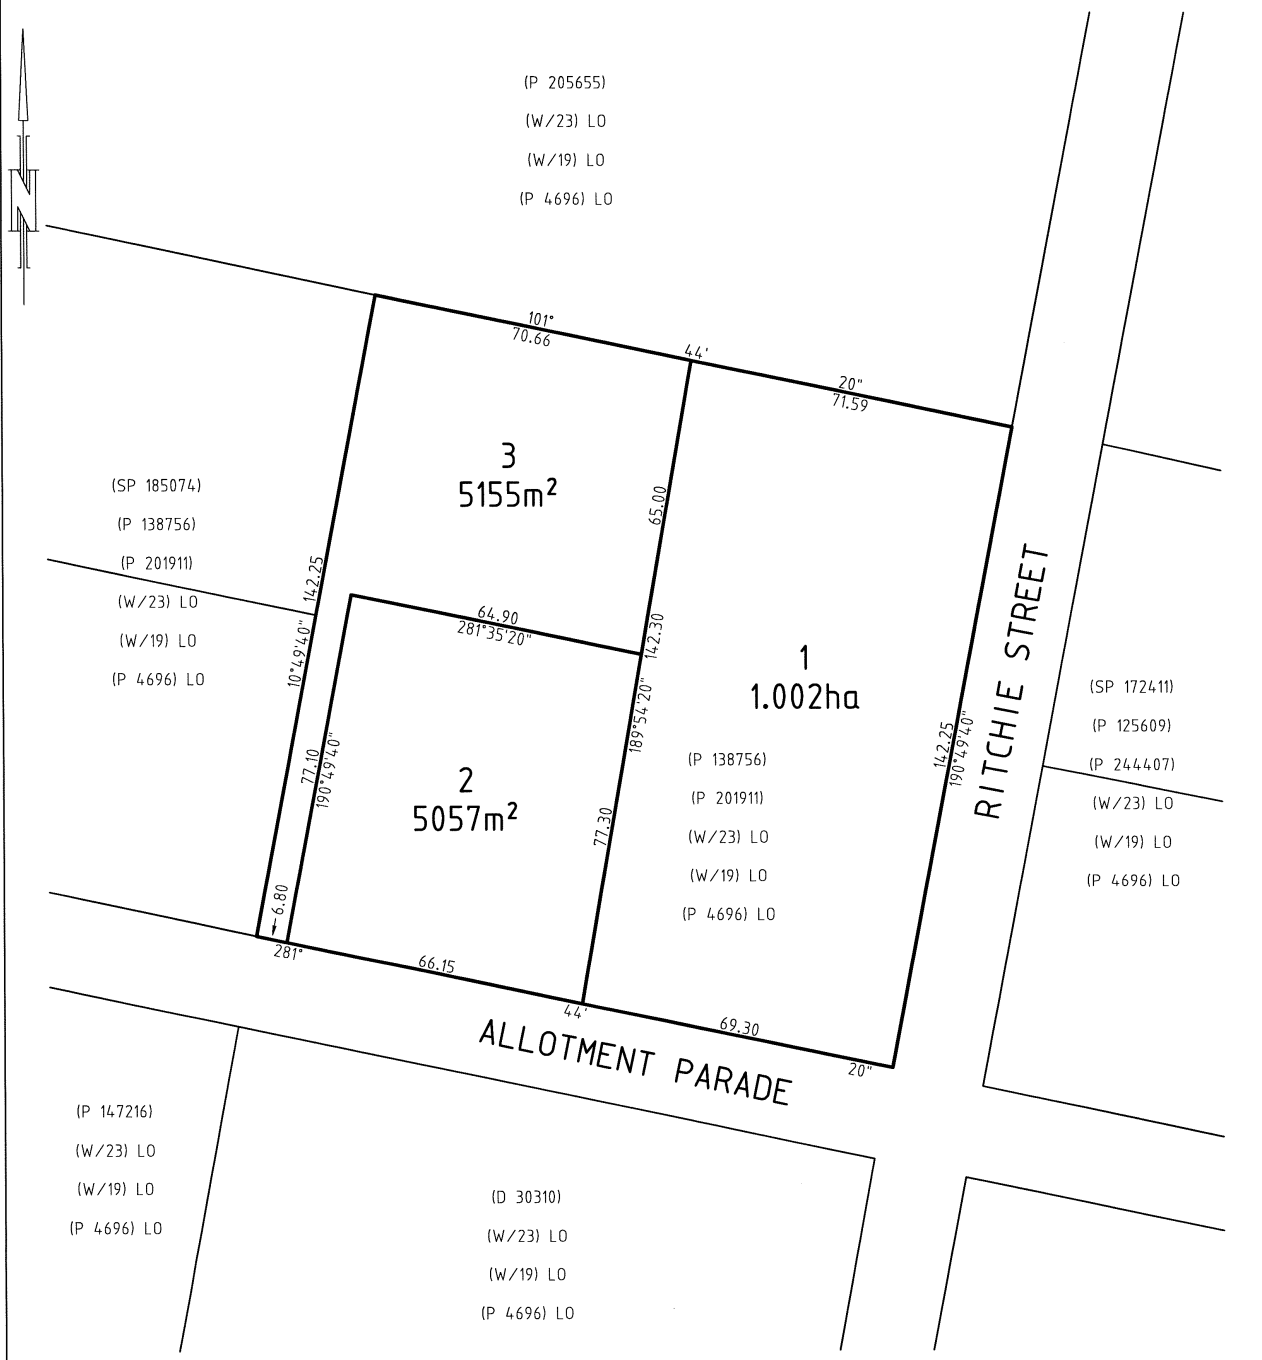 N
(P 205655)
(W/23) LO
(W/19) LO
(P 4696) LO
101°
70.66
44'
20"
71.59
3
5155m²
65.00
(SP 185074)
(P 138756)
(P 201911)
(W/23) LO
(W/19) LO
(P 4696) LO
142.25
10°49'40"
64.90
281°35'20"
142.30
189°54'20"
1
1.002ha
(P 138756)
(P 201911)
(W/23) LO
(W/19) LO
(P 4696) LO
142.25
190°49'40"
RITCHIE STREET
(SP 172411)
(P 125609)
(P 244407)
(W/23) LO
(W/19) LO
(P 4696) LO
77.10
190°49'40"
2
5057m²
77.30
6.80
281°
66.15
44'
69.30
20"
ALLOTMENT PARADE
(P 147216)
(W/23) LO
(W/19) LO
(P 4696) LO
(D 30310)
(W/23) LO
(W/19) LO
(P 4696) LO